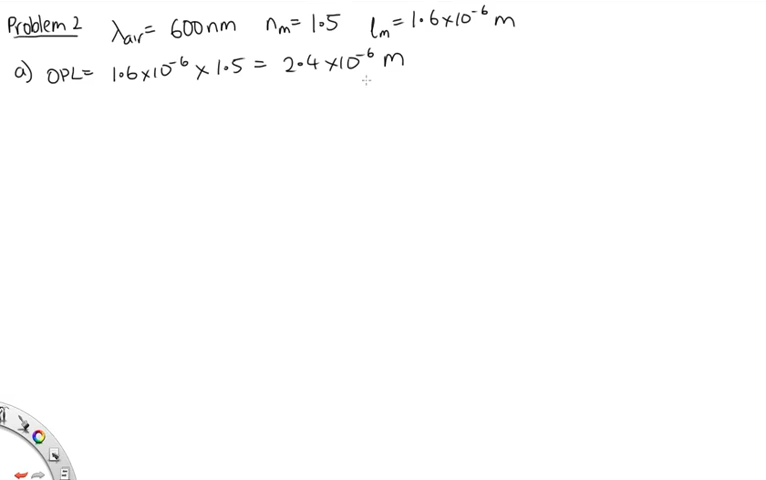 Problem 2 λair = 600nm nm = 1.5 lm = 1.6×10⁻⁶ m
a) OPL = 1.6×10⁻⁶ × 1.5 = 2.4×10⁻⁶ m